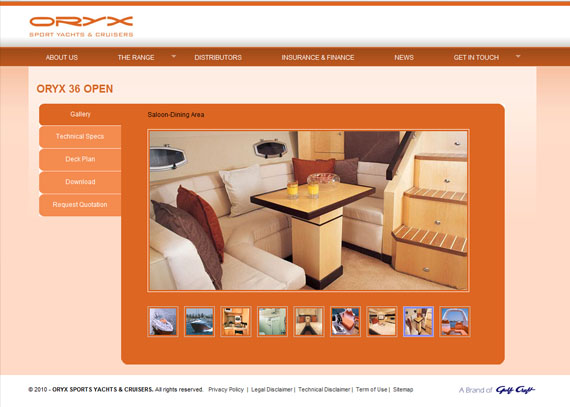 ORYX
SPORT YACHTS & CRUISERS
ABOUT US THE RANGE DISTRIBUTORS INSURANCE & FINANCE NEWS GET IN TOUCH
ORYX 36 OPEN
Gallery
Technical Specs
Deck Plan
Download
Request Quotation
Saloon-Dining Area
© 2010 - ORYX SPORTS YACHTS & CRUISERS. All rights reserved. Privacy Policy | Legal Disclaimer | Technical Disclaimer | Term of Use | Sitemap
A Brand of Gulf Craft